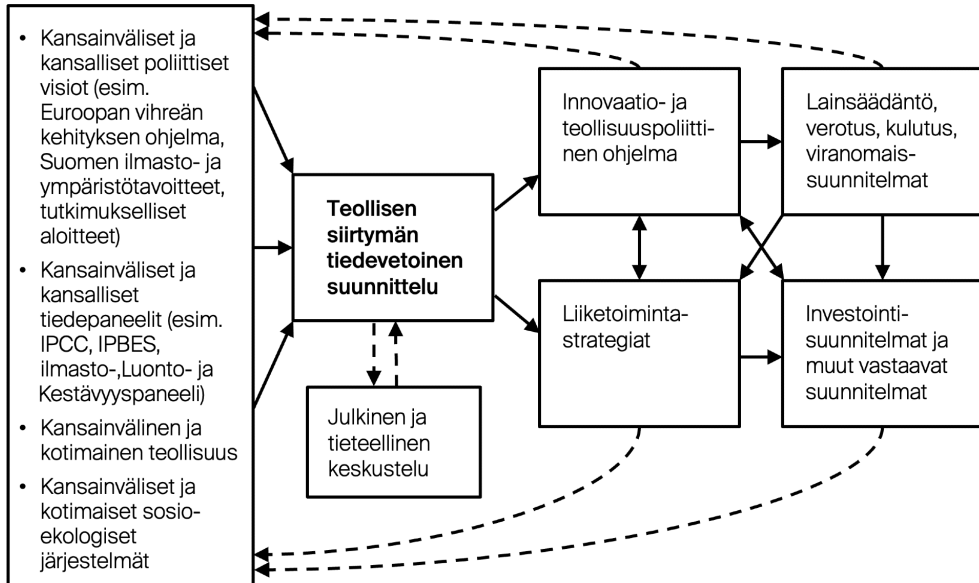 • Kansainväliset ja
kansalliset poliittiset
visiot (esim.
Euroopan vihreän
kehityksen ohjelma,
Suomen ilmasto- ja
ympäristötavoitteet,
tutkimukselliset
aloitteet)
• Kansainväliset ja
kansalliset
tiedepaneelit (esim.
IPCC, IPBES,
ilmasto-,Luonto- ja
Kestävyyspaneeli)
• Kansainvälinen ja
kotimainen teollisuus
• Kansainväliset ja
kotimaiset sosio-
ekologiset
järjestelmät
Teollisen
siirtymän
tiedevetoinen
suunnittelu
Julkinen ja
tieteellinen
keskustelu
Innovaatio- ja
teollisuuspoliitti-
nen ohjelma
Liiketoiminta-
strategiat
Lainsäädäntö,
verotus, kulutus,
viranomais-
suunnitelmat
Investointi-
suunnitelmat ja
muut vastaavat
suunnitelmat